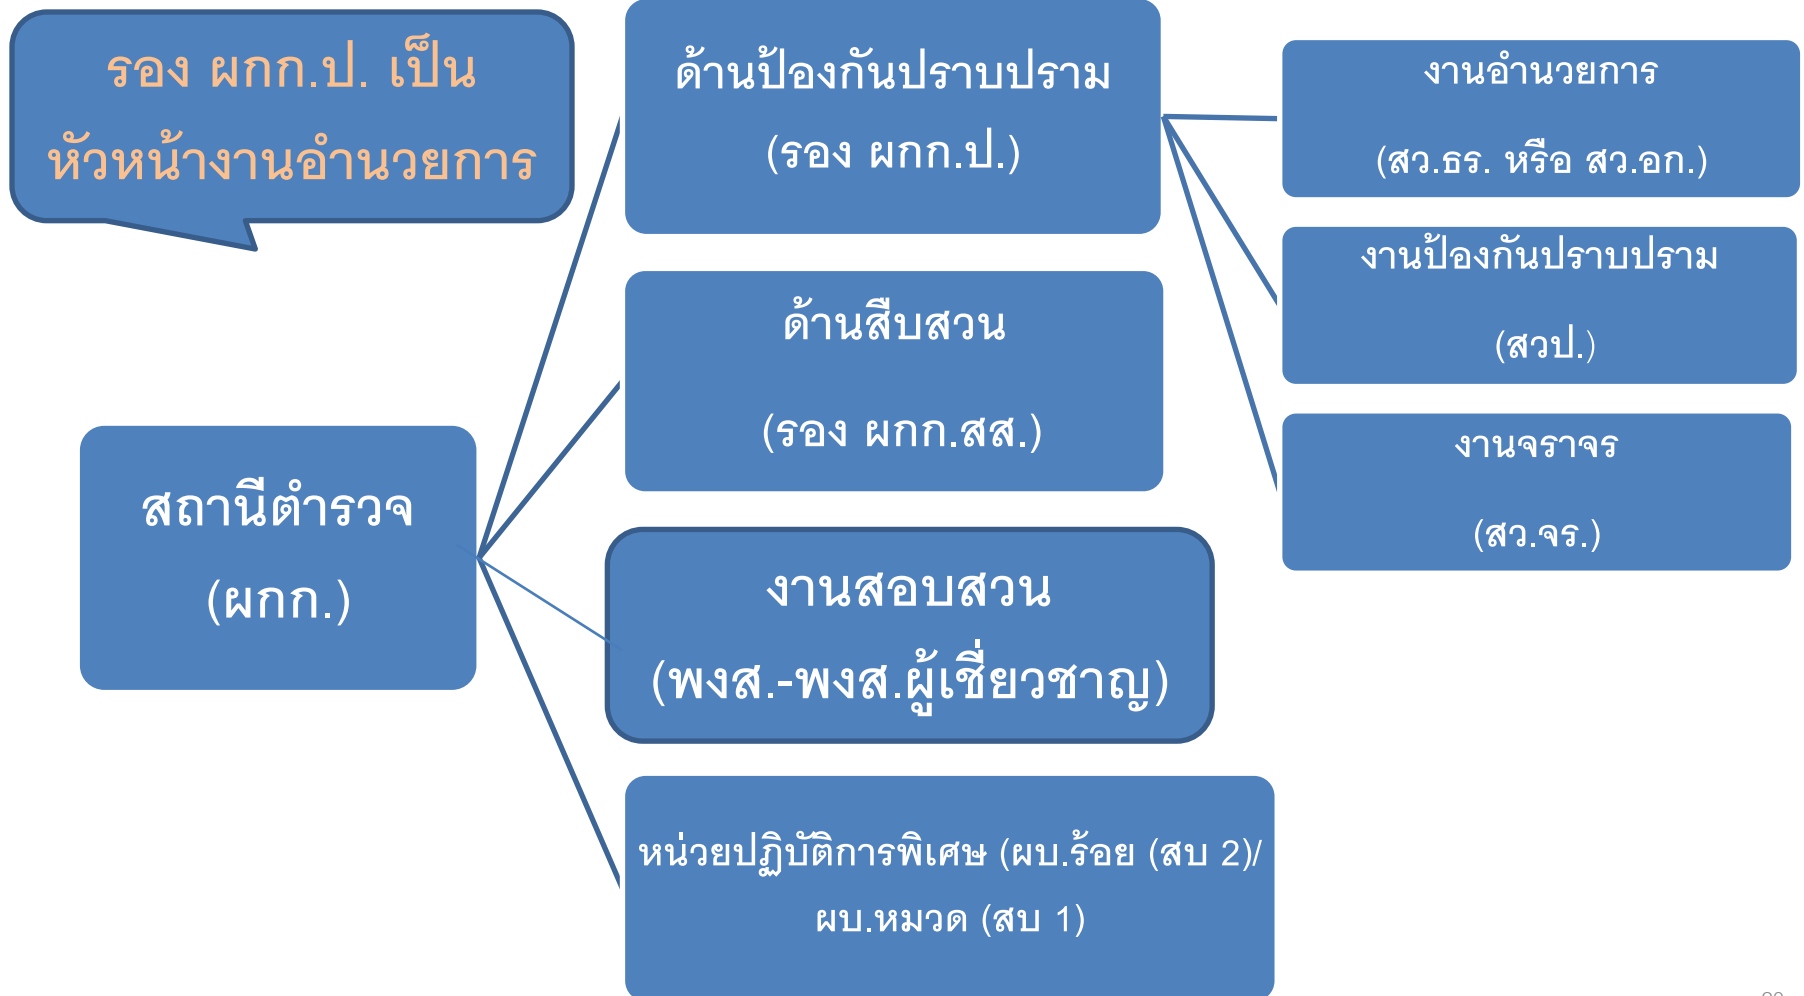 รอง ผกก.ป. เป็น
หัวหน้างานอำนวยการ
สถานีตำรวจ
(ผกก.)
ด้านป้องกันปราบปราม
(รอง ผกก.ป.)
ด้านสืบสวน
(รอง ผกก.สส.)
งานสอบสวน
(พงส.-พงส.ผู้เชี่ยวชาญ)
หน่วยปฏิบัติการพิเศษ (ผบ.ร้อย (สบ 2)/
ผบ.หมวด (สบ 1)
งานอำนวยการ
(สว.ธร. หรือ สว.อก.)
งานป้องกันปราบปราม
(สวป.)
งานจราจร
(สว.จร.)